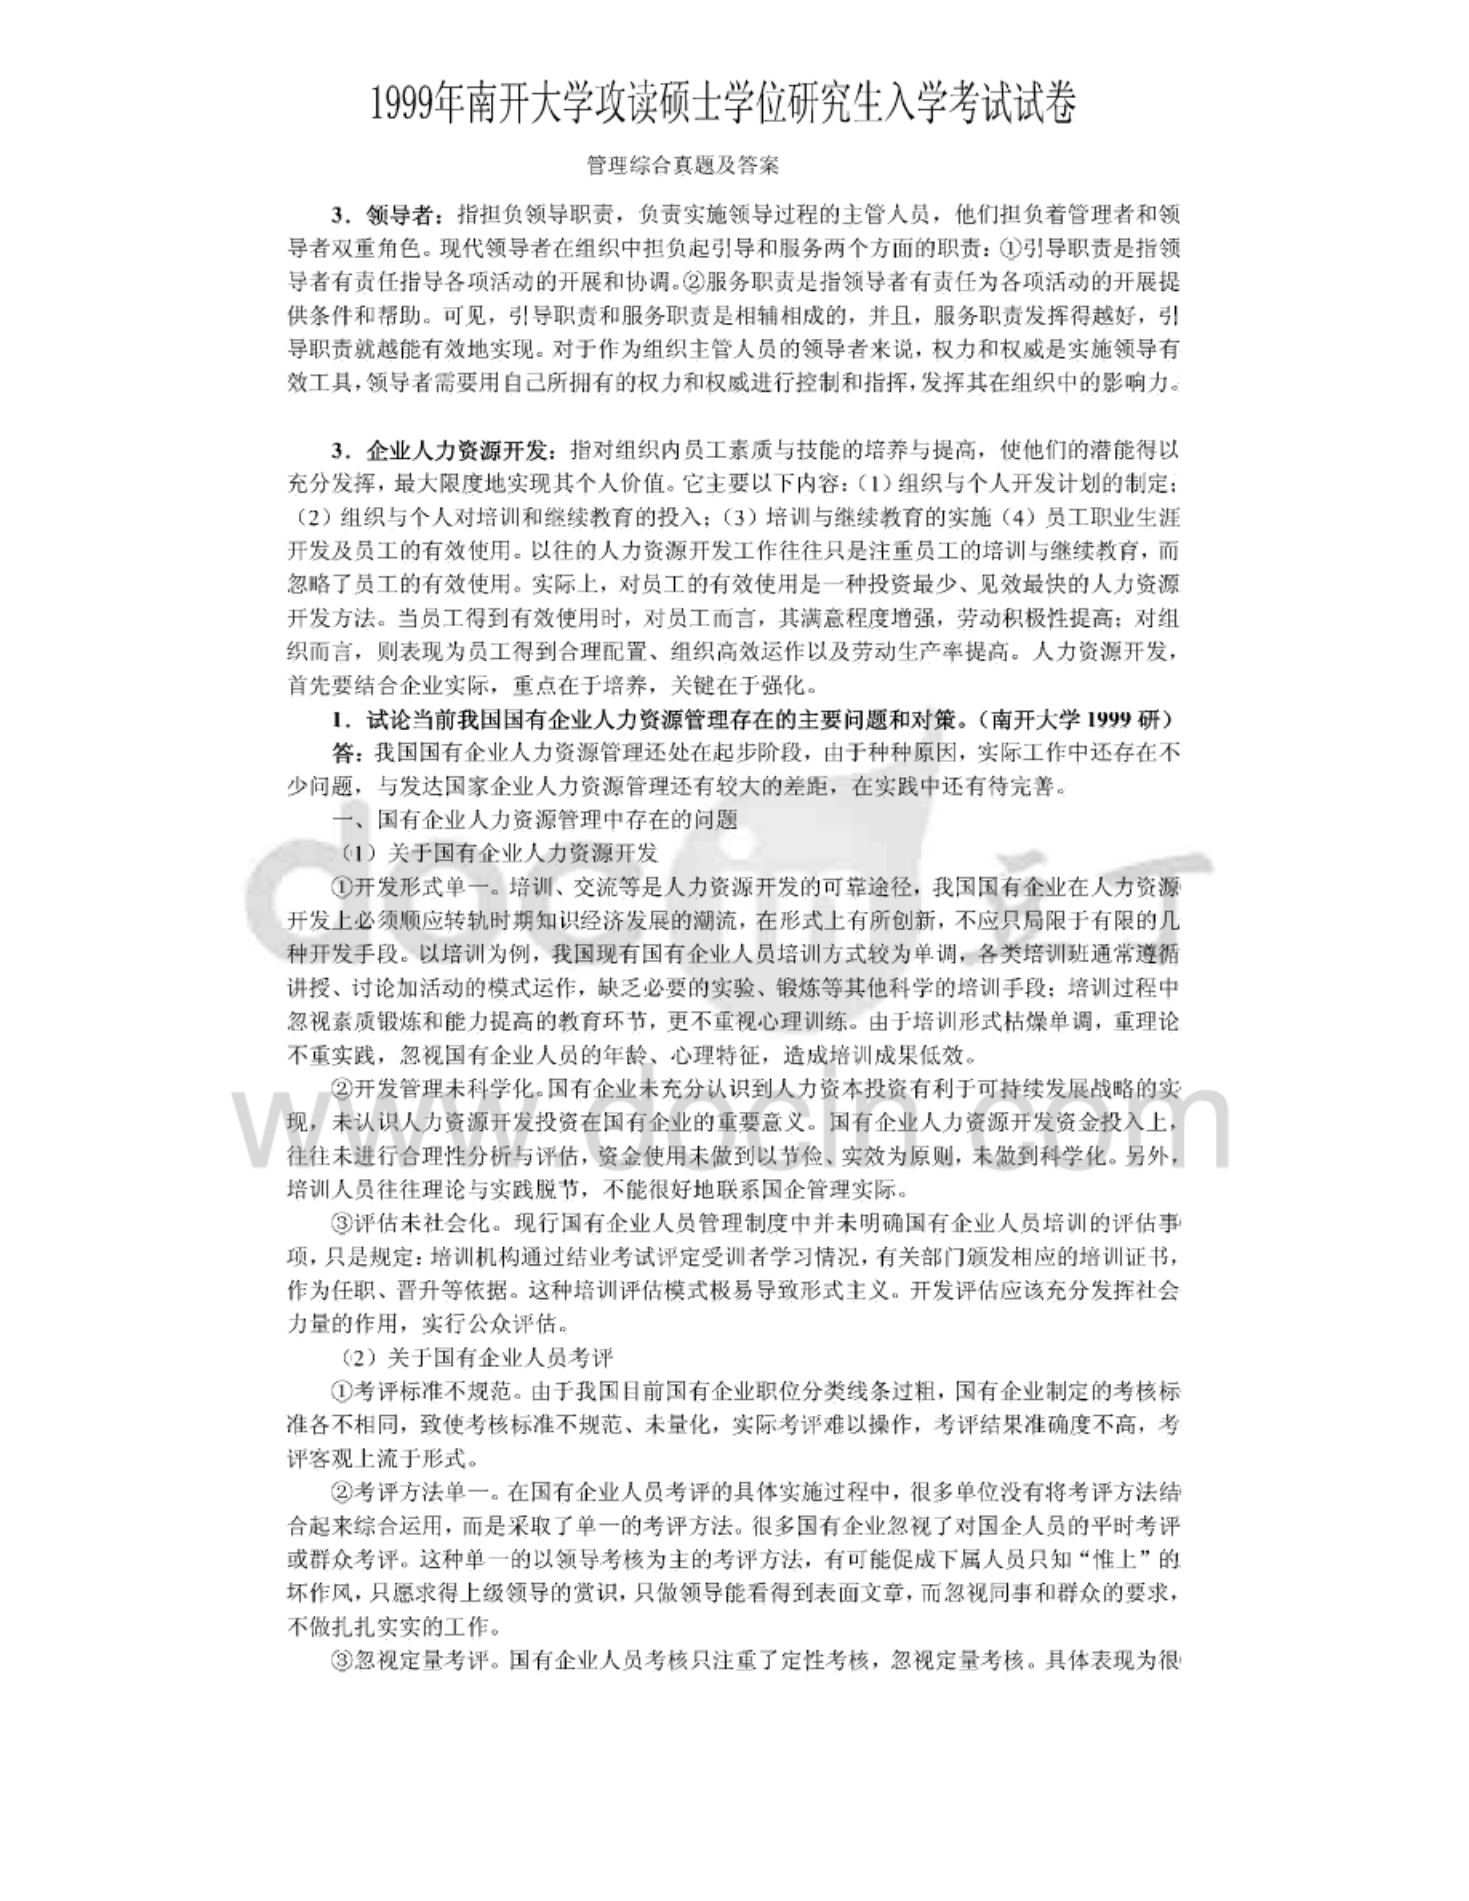 1999年南开大学攻读硕士学位研究生入学考试试卷
管理综合真题及答案
3．领导者：指担负领导职责，负责实施领导过程的主管人员，他们担负着管理者和领
导者双重角色。现代领导者在组织中担负起引导和服务两个方面的职责：①引导职责是指领
导者有责任指导各项活动的开展和协调。②服务职责是指领导者有责任为各项活动的开展提
供条件和帮助。可见，引导职责和服务职责是相辅相成的，并且，服务职责发挥得越好，引
导职责就越能有效地实现。对于作为组织主管人员的领导者来说，权力和权威是实施领导有
效工具，领导者需要用自己所拥有的权力和权威进行控制和指挥，发挥其在组织中的影响力。
3．企业人力资源开发：指对组织内员工素质与技能的培养与提高，使他们的潜能得以
充分发挥，最大限度地实现其个人价值。它主要以下内容：（1）组织与个人开发计划的制定；
（2）组织与个人对培训和继续教育的投入；（3）培训与继续教育的实施（4）员工职业生涯
开发及员工的有效使用。以往的人力资源开发工作往往只是注重员工的培训与继续教育，而
忽略了员工的有效使用。实际上，对员工的有效使用是一种投资最少、见效最快的人力资源
开发方法。当员工得到有效使用时，对员工而言，其满意程度增强，劳动积极性提高；对组
织而言，则表现为员工得到合理配置、组织高效运作以及劳动生产率提高。人力资源开发，
首先要结合企业实际，重点在于培养，关键在于强化。
1．试论当前我国国有企业人力资源管理存在的主要问题和对策。（南开大学 1999 研）
答：我国国有企业人力资源管理还处在起步阶段，由于种种原因，实际工作中还存在不
少问题，与发达国家企业人力资源管理还有较大的差距，在实践中还有待完善。
一、国有企业人力资源管理中存在的问题
（1）关于国有企业人力资源开发
①开发形式单一。培训、交流等是人力资源开发的可靠途径，我国国有企业在人力资源
开发上必须顺应转轨时期知识经济发展的潮流，在形式上有所创新，不应只局限于有限的几
种开发手段。以培训为例，我国现有国有企业人员培训方式较为单调，各类培训班通常遵循
讲授、讨论加活动的模式运作，缺乏必要的实验、锻炼等其他科学的培训手段；培训过程中
忽视素质锻炼和能力提高的教育环节，更不重视心理训练。由于培训形式枯燥单调，重理论
不重实践，忽视国有企业人员的年龄、心理特征，造成培训成果低效。
②开发管理未科学化。国有企业未充分认识到人力资本投资有利于可持续发展战略的实
现，未认识人力资源开发投资在国有企业的重要意义。国有企业人力资源开发资金投入上，
往往未进行合理性分析与评估，资金使用未做到以节俭、实效为原则，未做到科学化。另外，
培训人员往往理论与实践脱节，不能很好地联系国企管理实际。
③评估未社会化。现行国有企业人员管理制度中并未明确国有企业人员培训的评估事
项，只是规定：培训机构通过结业考试评定受训者学习情况，有关部门颁发相应的培训证书，
作为任职、晋升等依据。这种培训评估模式极易导致形式主义。开发评估应该充分发挥社会
力量的作用，实行公众评估。
（2）关于国有企业人员考评
①考评标准不规范。由于我国目前国有企业职位分类线条过粗，国有企业制定的考核标
准各不相同，致使考核标准不规范、未量化，实际考评难以操作，考评结果准确度不高，考
评客观上流于形式。
②考评方法单一。在国有企业人员考评的具体实施过程中，很多单位没有将考评方法结
合起来综合运用，而是采取了单一的考评方法。很多国有企业忽视了对国企人员的平时考评
或群众考评。这种单一的以领导考核为主的考评方法，有可能促成下属人员只知“惟上”的
坏作风，只愿求得上级领导的赏识，只做领导能看得到表面文章，而忽视同事和群众的要求，
不做扎扎实实的工作。
③忽视定量考评。国有企业人员考核只注重了定性考核，忽视定量考核。具体表现为很
docin 豆丁
www.docin.com